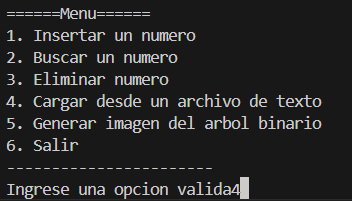 ======Menu======
1. Insertar un numero
2. Buscar un numero
3. Eliminar numero
4. Cargar desde un archivo de texto
5. Generar imagen del arbol binario
6. Salir
-----------------------
Ingrese una opcion valida4